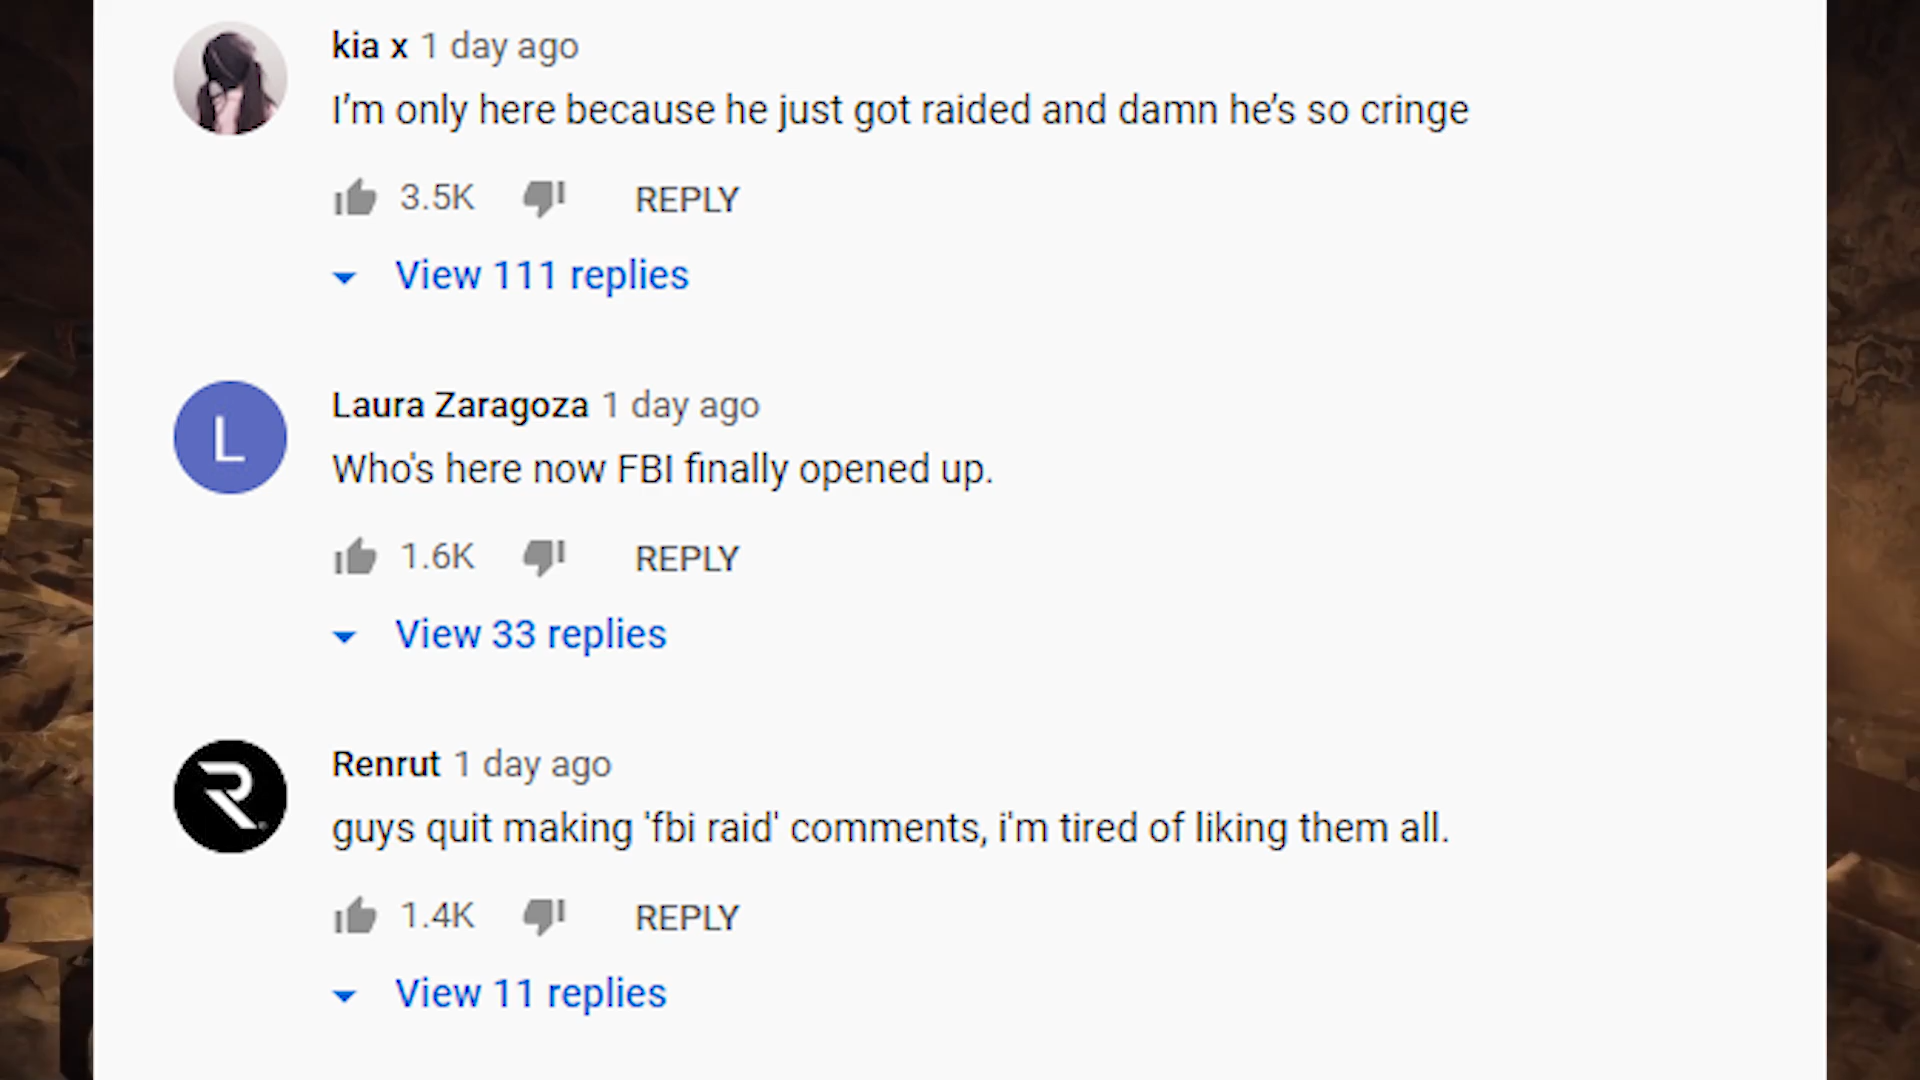 kia x 1 day ago
I’m only here because he just got raided and damn he’s so cringe
3.5K REPLY
View 111 replies
L
Laura Zaragoza 1 day ago
Who's here now FBI finally opened up.
1.6K REPLY
View 33 replies
R
Renrut 1 day ago
guys quit making 'fbi raid' comments, i'm tired of liking them all.
1.4K REPLY
View 11 replies